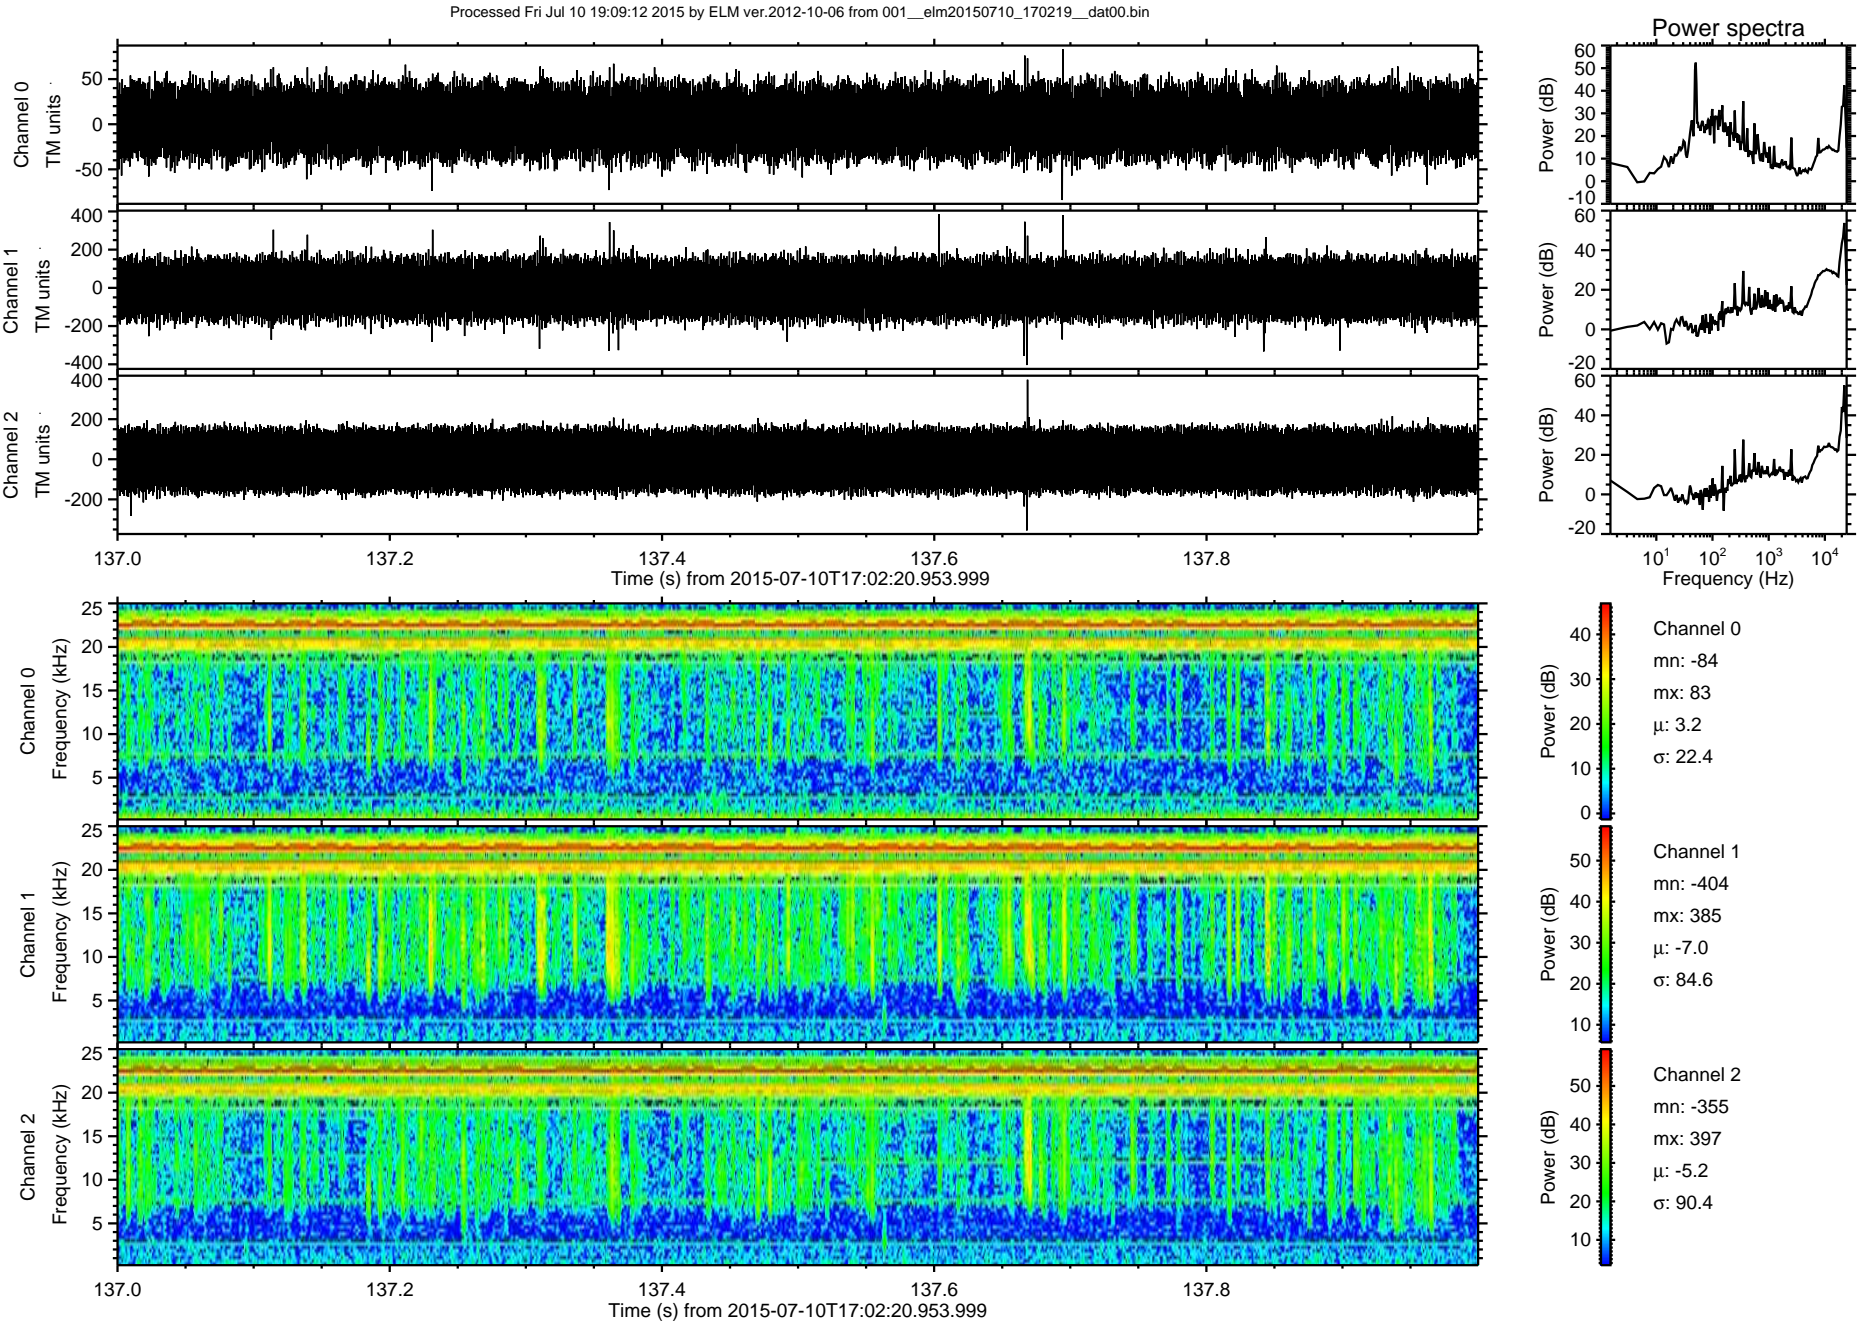 Processed Fri Jul 10 19:09:12 2015 by ELM ver.2012-10-06 from 001__elm20150710_170219__dat00.bin
Power spectra
Channel 0
TM units
50
0
-50
Power (dB)
60
50
40
30
20
10
0
-10
Channel 1
TM units
400
200
0
-200
-400
Power (dB)
60
40
20
0
-20
Channel 2
TM units
400
200
0
-200
Power (dB)
60
40
20
0
-20
137.0 137.2 137.4 137.6 137.8
Time (s) from 2015-07-10T17:02:20.953.999
10^1 10^2 10^3 10^4
Frequency (Hz)
Channel 0
Frequency (kHz)
25
20
15
10
5
Power (dB)
40
30
20
10
0
Channel 0
mn: -84
mx: 83
μ: 3.2
σ: 22.4
Channel 1
Frequency (kHz)
25
20
15
10
5
Power (dB)
50
40
30
20
10
Channel 1
mn: -404
mx: 385
μ: -7.0
σ: 84.6
Channel 2
Frequency (kHz)
25
20
15
10
5
Power (dB)
50
40
30
20
10
Channel 2
mn: -355
mx: 397
μ: -5.2
σ: 90.4
137.0 137.2 137.4 137.6 137.8
Time (s) from 2015-07-10T17:02:20.953.999